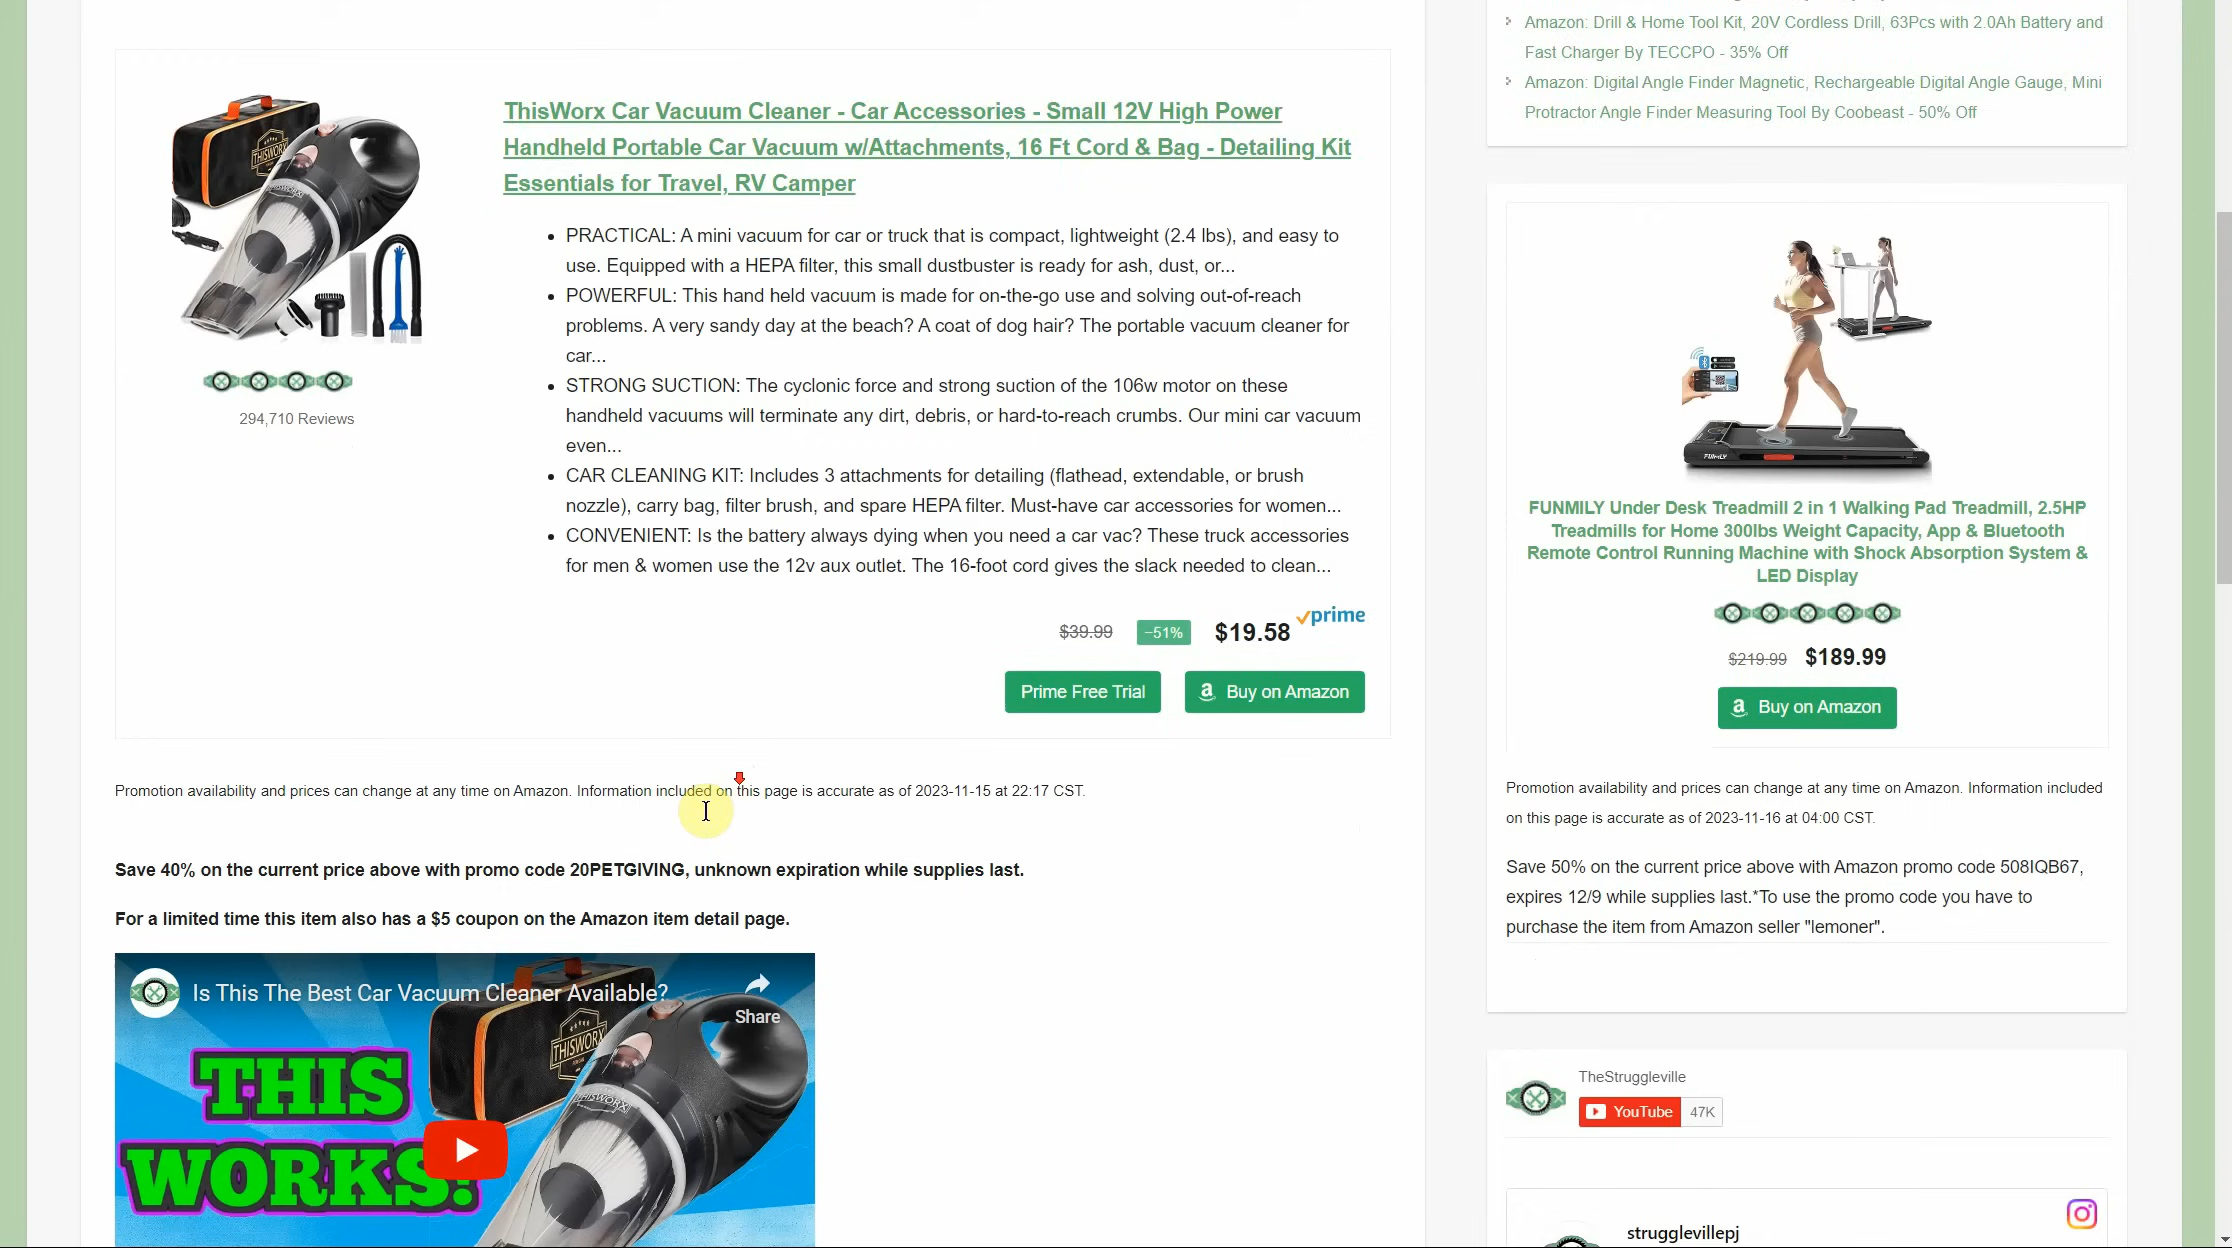 Amazon: Drill & Home Tool Kit, 20V Cordless Drill, 63Pcs with 2.0Ah Battery and
Fast Charger By TECCPO - 35% Off
Amazon: Digital Angle Finder Magnetic, Rechargeable Digital Angle Gauge, Mini
Protractor Angle Finder Measuring Tool By Coobeast - 50% Off
THISWORX
THISWORX
294,710 Reviews
ThisWorx Car Vacuum Cleaner - Car Accessories - Small 12V High Power
Handheld Portable Car Vacuum w/Attachments, 16 Ft Cord & Bag - Detailing Kit
Essentials for Travel, RV Camper
PRACTICAL: A mini vacuum for car or truck that is compact, lightweight (2.4 lbs), and easy to
use. Equipped with a HEPA filter, this small dustbuster is ready for ash, dust, or...
POWERFUL: This hand held vacuum is made for on-the-go use and solving out-of-reach
problems. A very sandy day at the beach? A coat of dog hair? The portable vacuum cleaner for
car...
STRONG SUCTION: The cyclonic force and strong suction of the 106w motor on these
handheld vacuums will terminate any dirt, debris, or hard-to-reach crumbs. Our mini car vacuum
even...
CAR CLEANING KIT: Includes 3 attachments for detailing (flathead, extendable, or brush
nozzle), carry bag, filter brush, and spare HEPA filter. Must-have car accessories for women...
CONVENIENT: Is the battery always dying when you need a car vac? These truck accessories
for men & women use the 12v aux outlet. The 16-foot cord gives the slack needed to clean...
$39.99 −51% $19.58 prime
Prime Free Trial
Buy on Amazon
Promotion availability and prices can change at any time on Amazon. Information included on this page is accurate as of 2023-11-15 at 22:17 CST.
Save 40% on the current price above with promo code 20PETGIVING, unknown expiration while supplies last.
For a limited time this item also has a $5 coupon on the Amazon item detail page.
Is This The Best Car Vacuum Cleaner Available?
Share
THISWORX
THISWORX
THIS
WORKS!
FUNMILY
FUNMILY Under Desk Treadmill 2 in 1 Walking Pad Treadmill, 2.5HP
Treadmills for Home 300lbs Weight Capacity, App & Bluetooth
Remote Control Running Machine with Shock Absorption System &
LED Display
$219.99 $189.99
Buy on Amazon
Promotion availability and prices can change at any time on Amazon. Information included
on this page is accurate as of 2023-11-16 at 04:00 CST.
Save 50% on the current price above with Amazon promo code 508IQB67,
expires 12/9 while supplies last.*To use the promo code you have to
purchase the item from Amazon seller "lemoner".
TheStruggleville
YouTube 47K
strugglevillepj